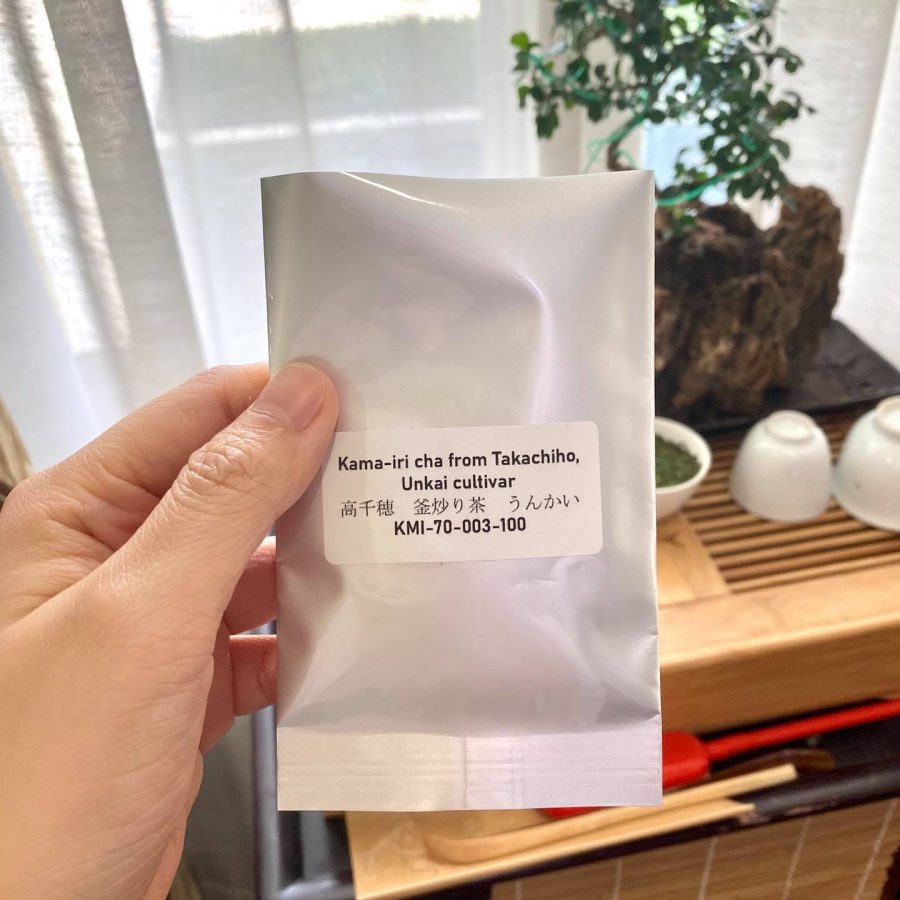 Kama-iri cha from Takachiho,
Unkai cultivar
高千穂　釜炒り茶　うんかい
KMI-70-003-100